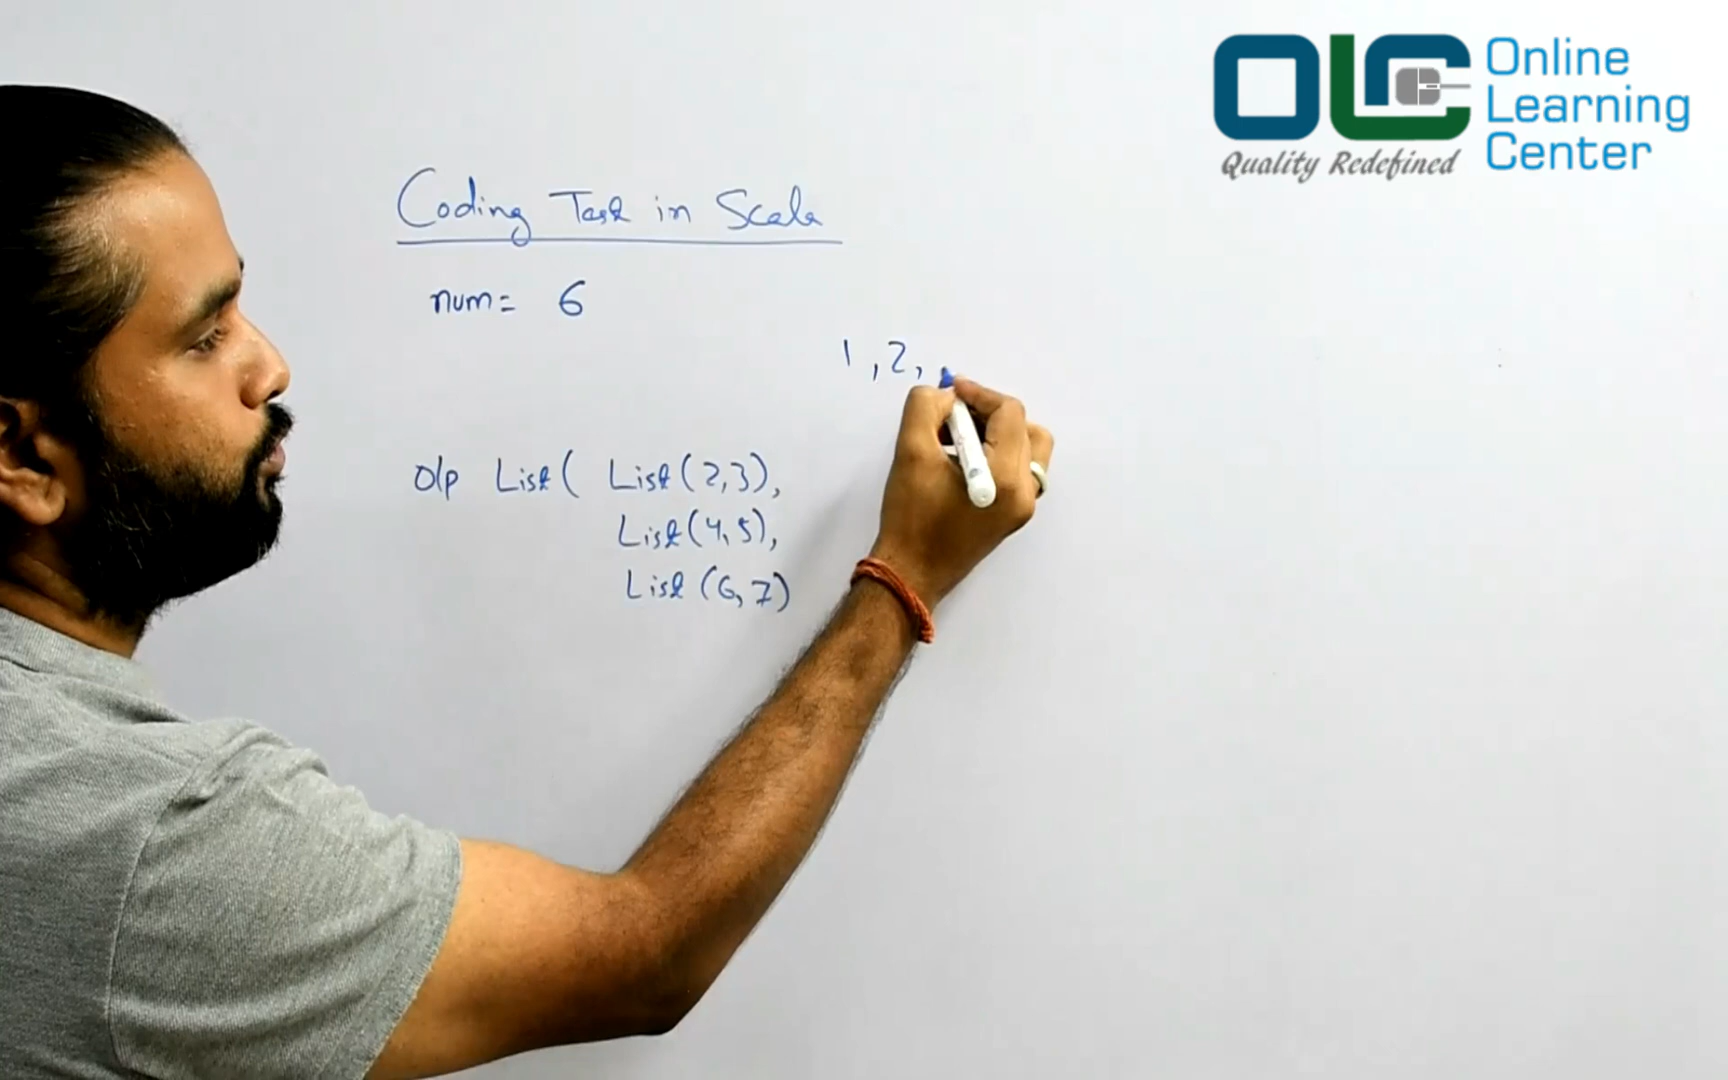 OLC Online
Learning
Center
Quality Redefined
Coding Task in Scala
num = 6
1, 2,
O/p List( List(2,3),
List(4,5),
List(6,7)